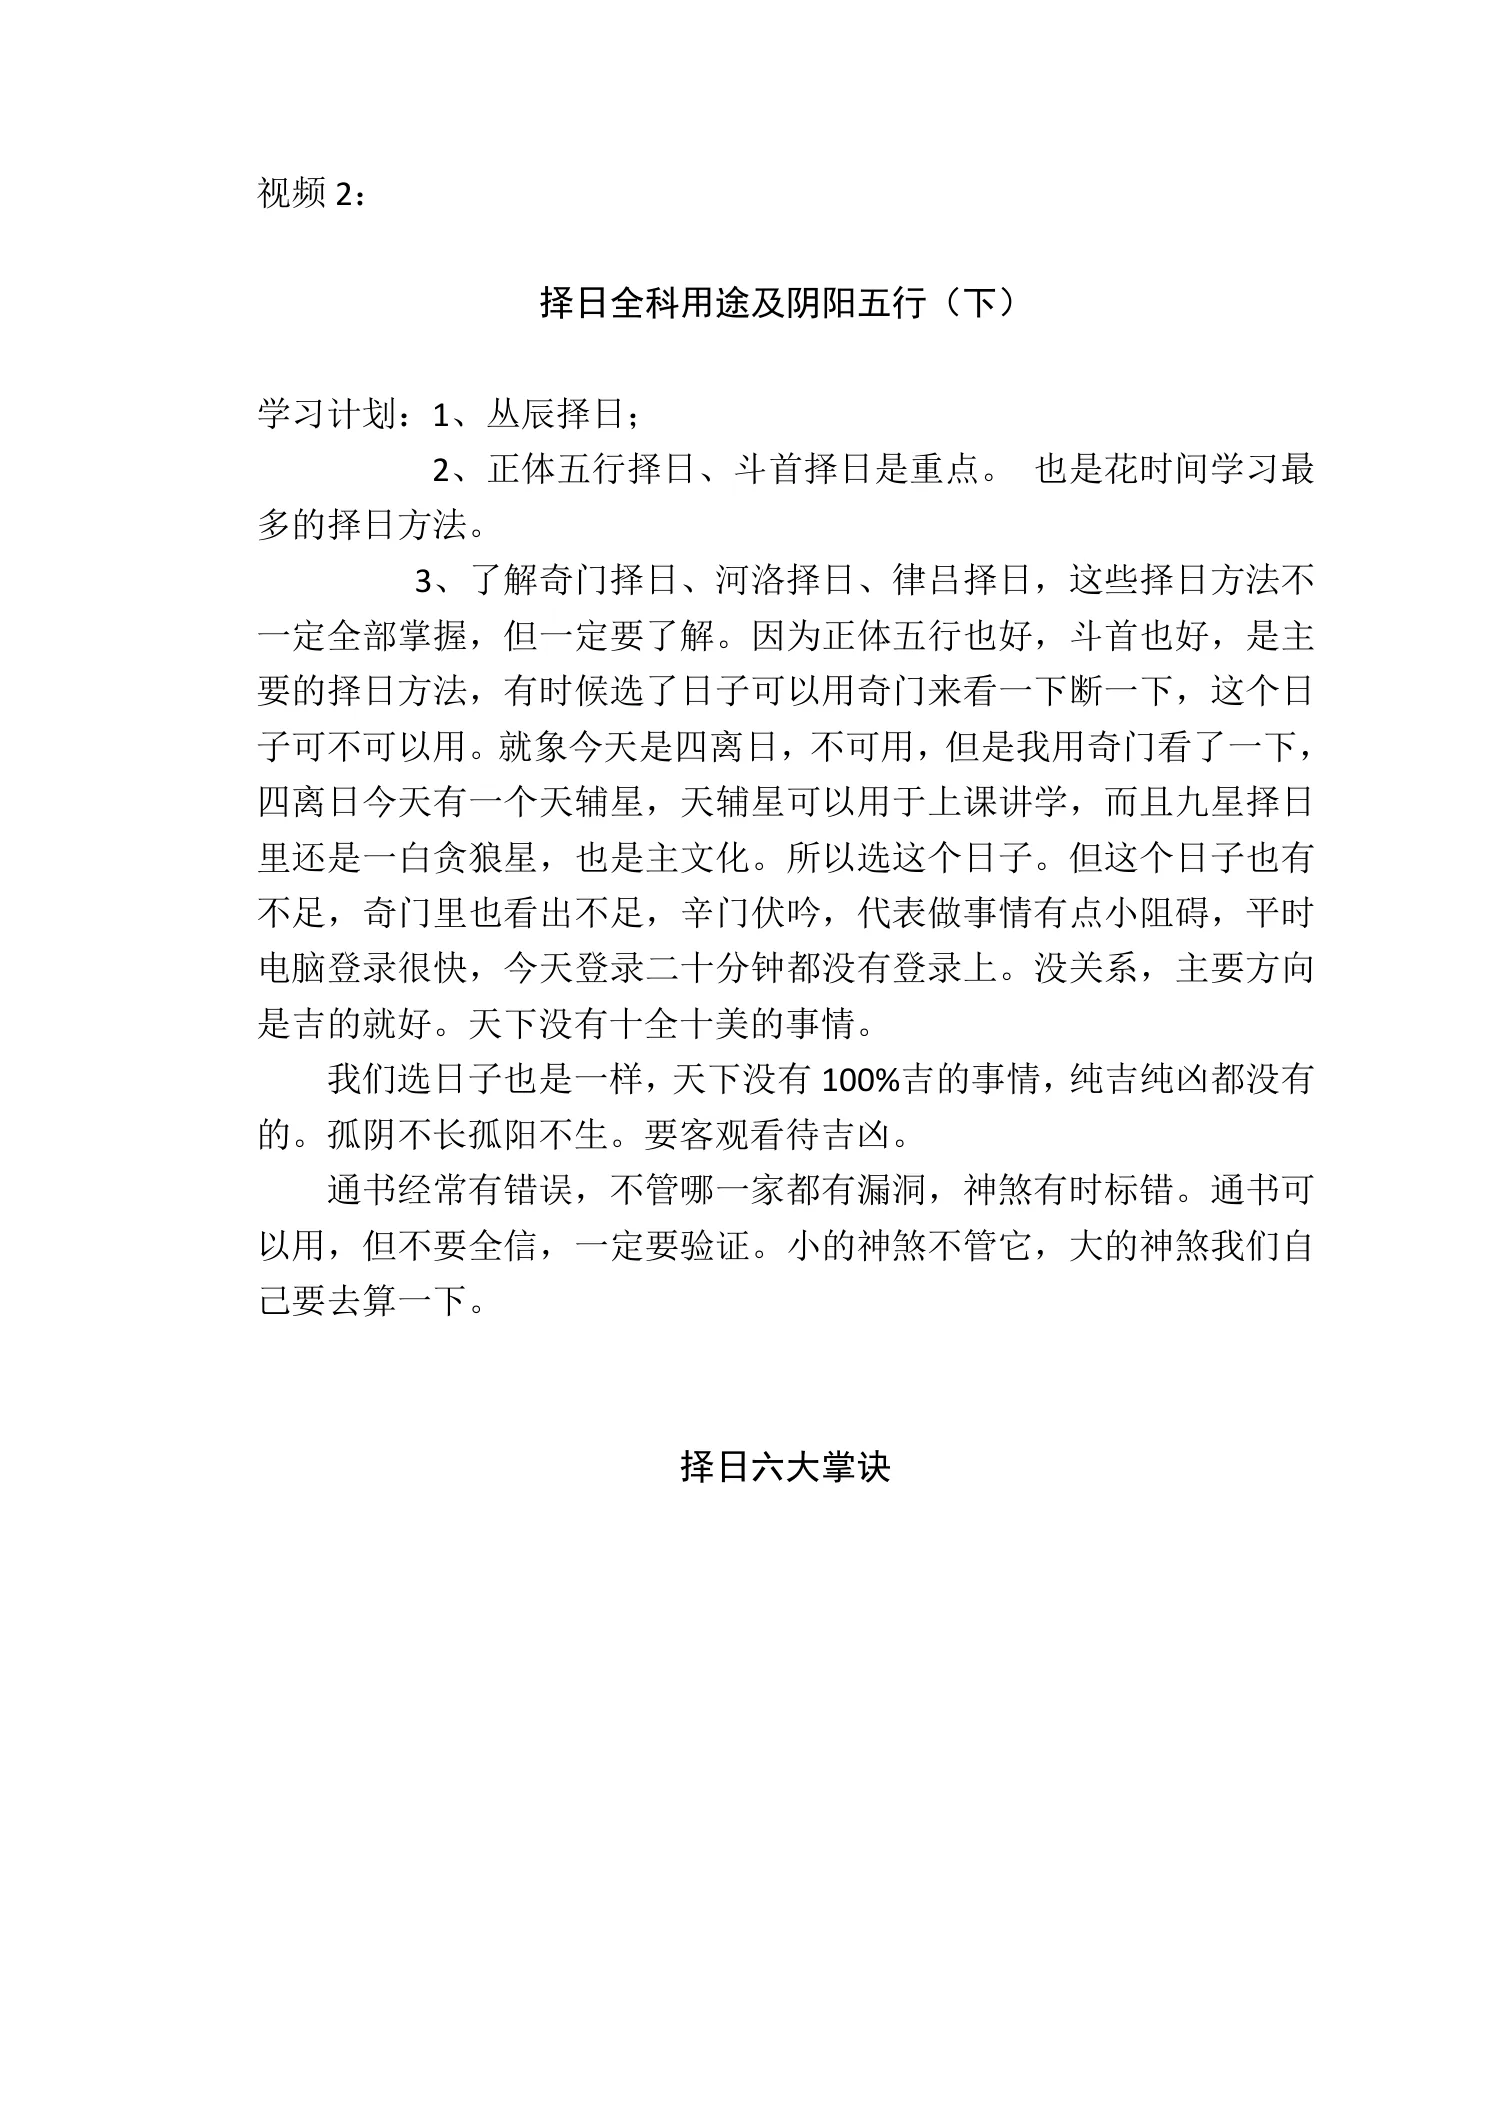 视频 2：
择日全科用途及阴阳五行（下）
学习计划：1、丛辰择日；
2、正体五行择日、斗首择日是重点。 也是花时间学习最
多的择日方法。
3、了解奇门择日、河洛择日、律吕择日，这些择日方法不
一定全部掌握，但一定要了解。因为正体五行也好，斗首也好，是主
要的择日方法，有时候选了日子可以用奇门来看一下断一下，这个日
子可不可以用。就象今天是四离日，不可用，但是我用奇门看了一下，
四离日今天有一个天辅星，天辅星可以用于上课讲学，而且九星择日
里还是一白贪狼星，也是主文化。所以选这个日子。但这个日子也有
不足，奇门里也看出不足，辛门伏吟，代表做事情有点小阻碍，平时
电脑登录很快，今天登录二十分钟都没有登录上。没关系，主要方向
是吉的就好。天下没有十全十美的事情。
我们选日子也是一样，天下没有 100%吉的事情，纯吉纯凶都没有
的。孤阴不长孤阳不生。要客观看待吉凶。
通书经常有错误，不管哪一家都有漏洞，神煞有时标错。通书可
以用，但不要全信，一定要验证。小的神煞不管它，大的神煞我们自
己要去算一下。
择日六大掌诀